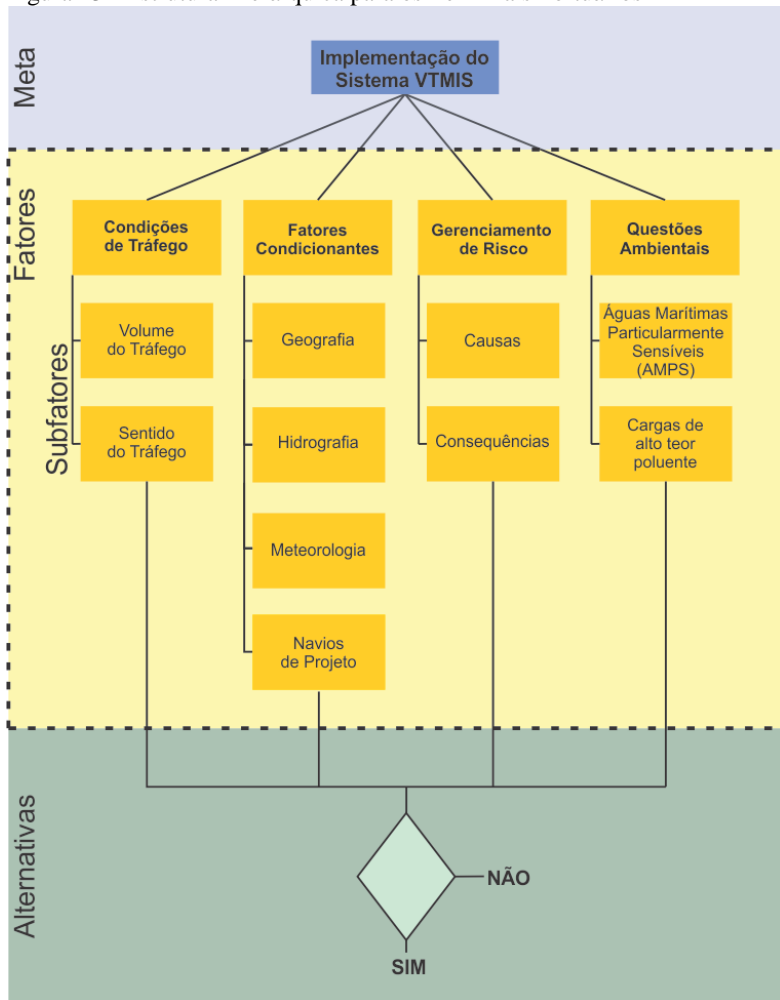 Implementação do
Sistema VTMIS
Meta
Fatores
Subfatores
Condições
de Tráfego
Volume
do Tráfego
Sentido
do Tráfego
Fatores
Condicionantes
Geografia
Hidrografia
Meteorologia
Navios
de Projeto
Gerenciamento
de Risco
Causas
Consequências
Questões
Ambientais
Águas Marítimas
Particularmente
Sensíveis
(AMPS)
Cargas de
alto teor
poluente
Alternativas
NÃO
SIM